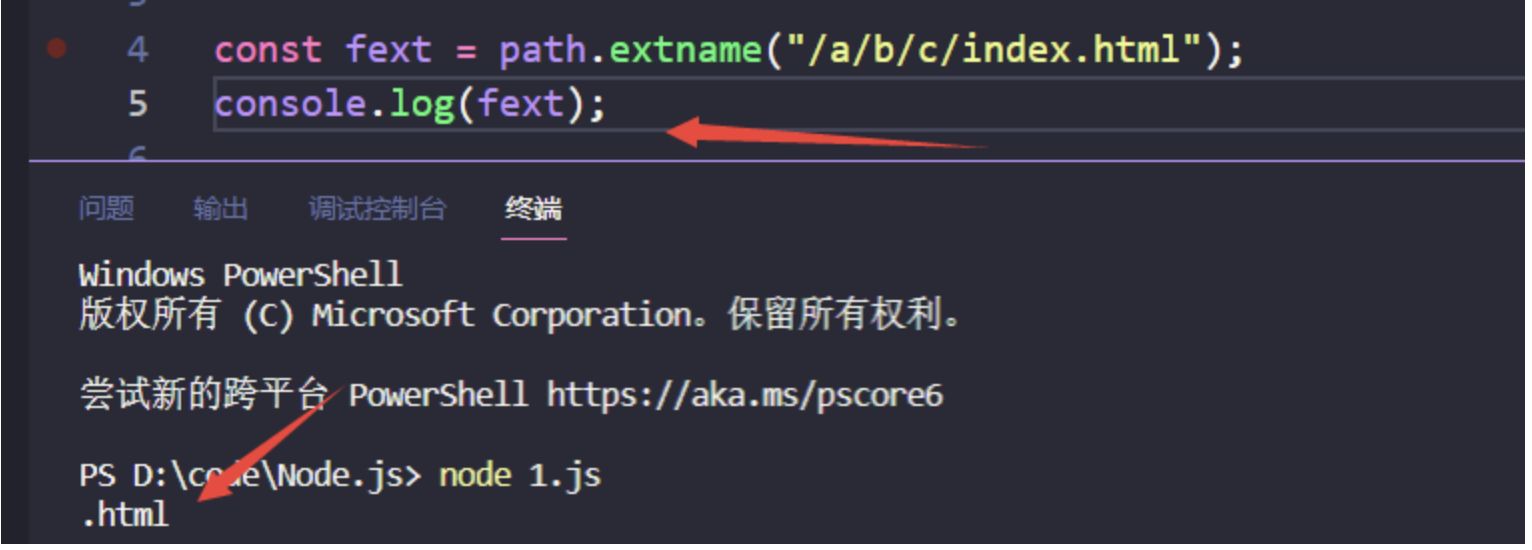 4 const fext = path.extname("/a/b/c/index.html");
5 console.log(fext);
6
问题 输出 调试控制台 终端
Windows PowerShell
版权所有 (C) Microsoft Corporation。保留所有权利。
尝试新的跨平台 PowerShell https://aka.ms/pscore6
PS D:\code\Node.js> node 1.js
.html